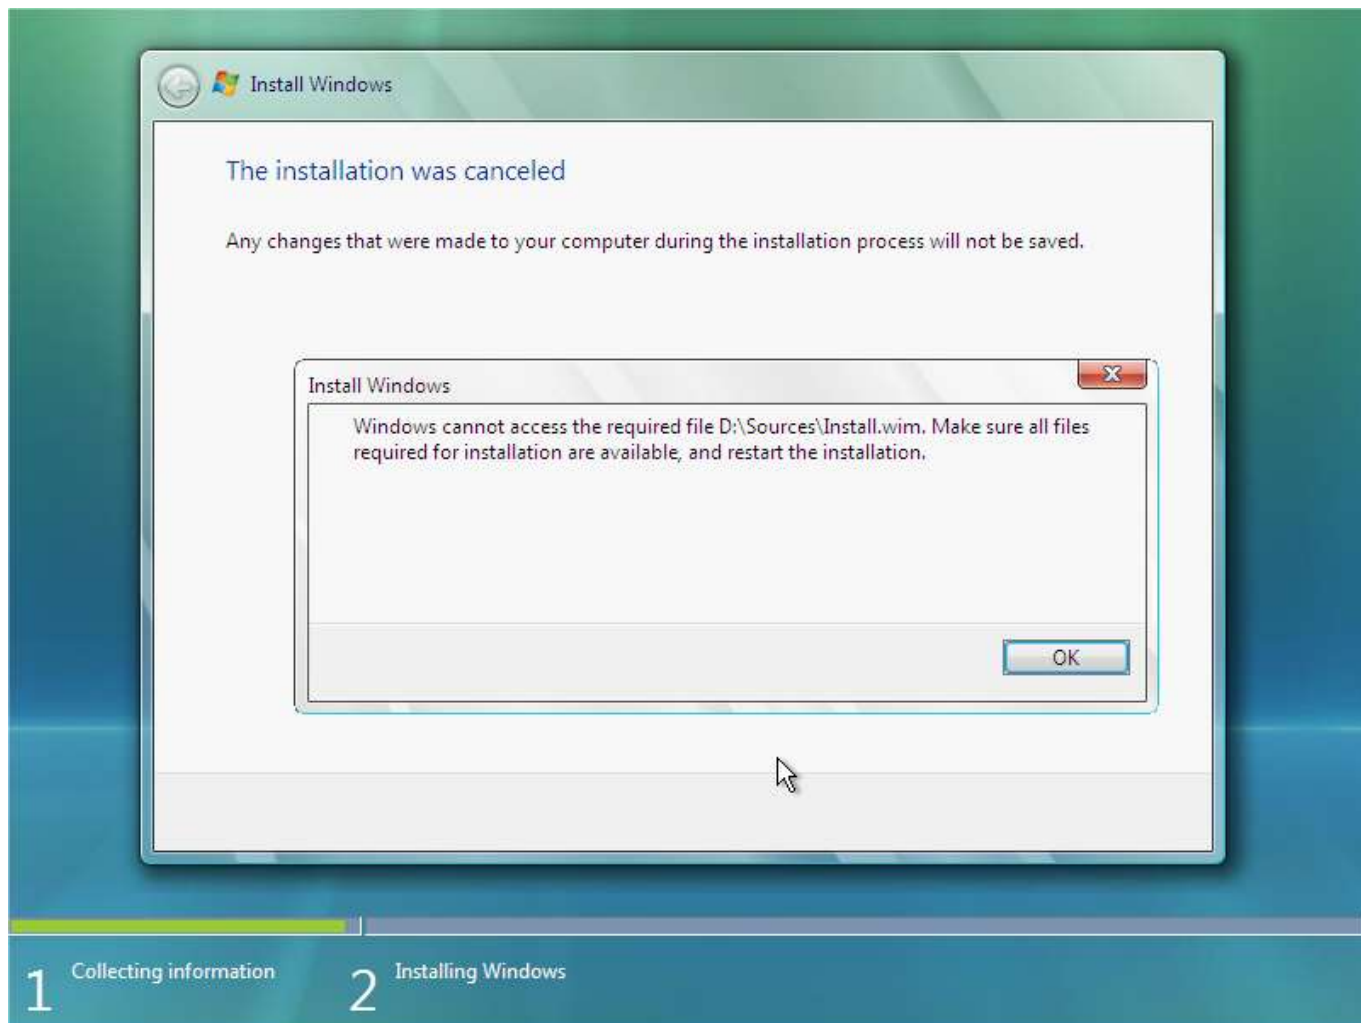 Install Windows
The installation was canceled
Any changes that were made to your computer during the installation process will not be saved.
Install Windows
Windows cannot access the required file D:\Sources\Install.wim. Make sure all files
required for installation are available, and restart the installation.
OK
1 Collecting information 2 Installing Windows